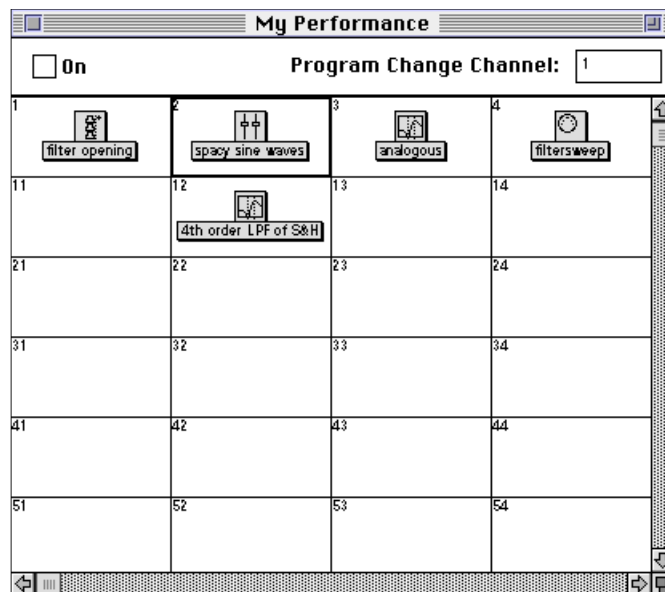 My Performance
On Program Change Channel: 1
1 2 3 4
filter opening spacy sine waves analogous filtersweep
11 12 13 14
4th order LPF of S&H
21 22 23 24
31 32 33 34
41 42 43 44
51 52 53 54